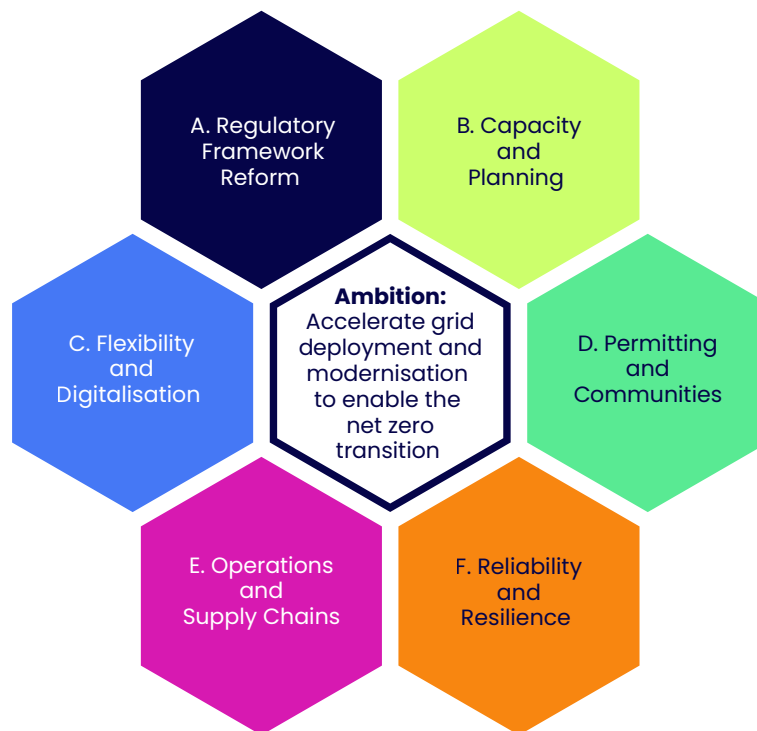 A. Regulatory
Framework
Reform
B. Capacity
and
Planning
C. Flexibility
and
Digitalisation
Ambition:
Accelerate grid
deployment and
modernisation
to enable the
net zero
transition
D. Permitting
and
Communities
E. Operations
and
Supply Chains
F. Reliability
and
Resilience